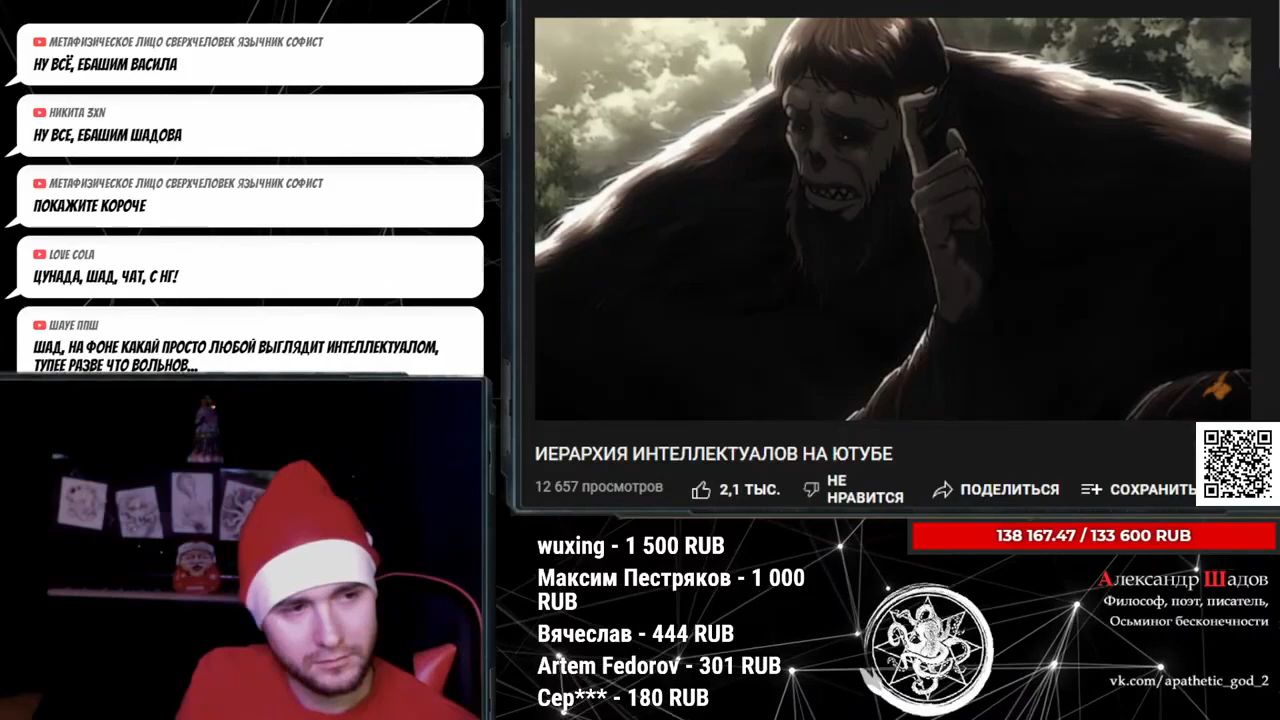 МЕТАФИЗИЧЕСКОЕ ЛИЦО СВЕРХЧЕЛОВЕК ЯЗЫЧНИК СОФИСТ
НУ ВСЁ, ЕБАШИМ ВАСИЛА
НИКИТА ЗXN
НУ ВСЕ, ЕБАШИМ ШАДОВА
МЕТАФИЗИЧЕСКОЕ ЛИЦО СВЕРХЧЕЛОВЕК ЯЗЫЧНИК СОФИСТ
ПОКАЖИТЕ КОРОЧЕ
LOVE COLA
ЦУНАДА, ШАД, ЧАТ, С НГ!
ШАУЕ ППШ
ШАД, НА ФОНЕ КАКАЙ ПРОСТО ЛЮБОЙ ВЫГЛЯДИТ ИНТЕЛЛЕКТУАЛОМ,
ТУПЕЕ РАЗВЕ ЧТО ВОЛЬНОВ...
ИЕРАРХИЯ ИНТЕЛЛЕКТУАЛОВ НА ЮТУБЕ
12 657 просмотров
2,1 ТЫС.
НЕ
НРАВИТСЯ
ПОДЕЛИТЬСЯ
СОХРАНИТЬ
138 167.47 / 133 600 RUB
wuxing - 1 500 RUB
Максим Пестряков - 1 000
RUB
Вячеслав - 444 RUB
Artem Fedorov - 301 RUB
Сер*** - 180 RUB
Александр Шадов
Философ, поэт, писатель,
Осьминог бесконечности
vk.com/apathetic_god_2